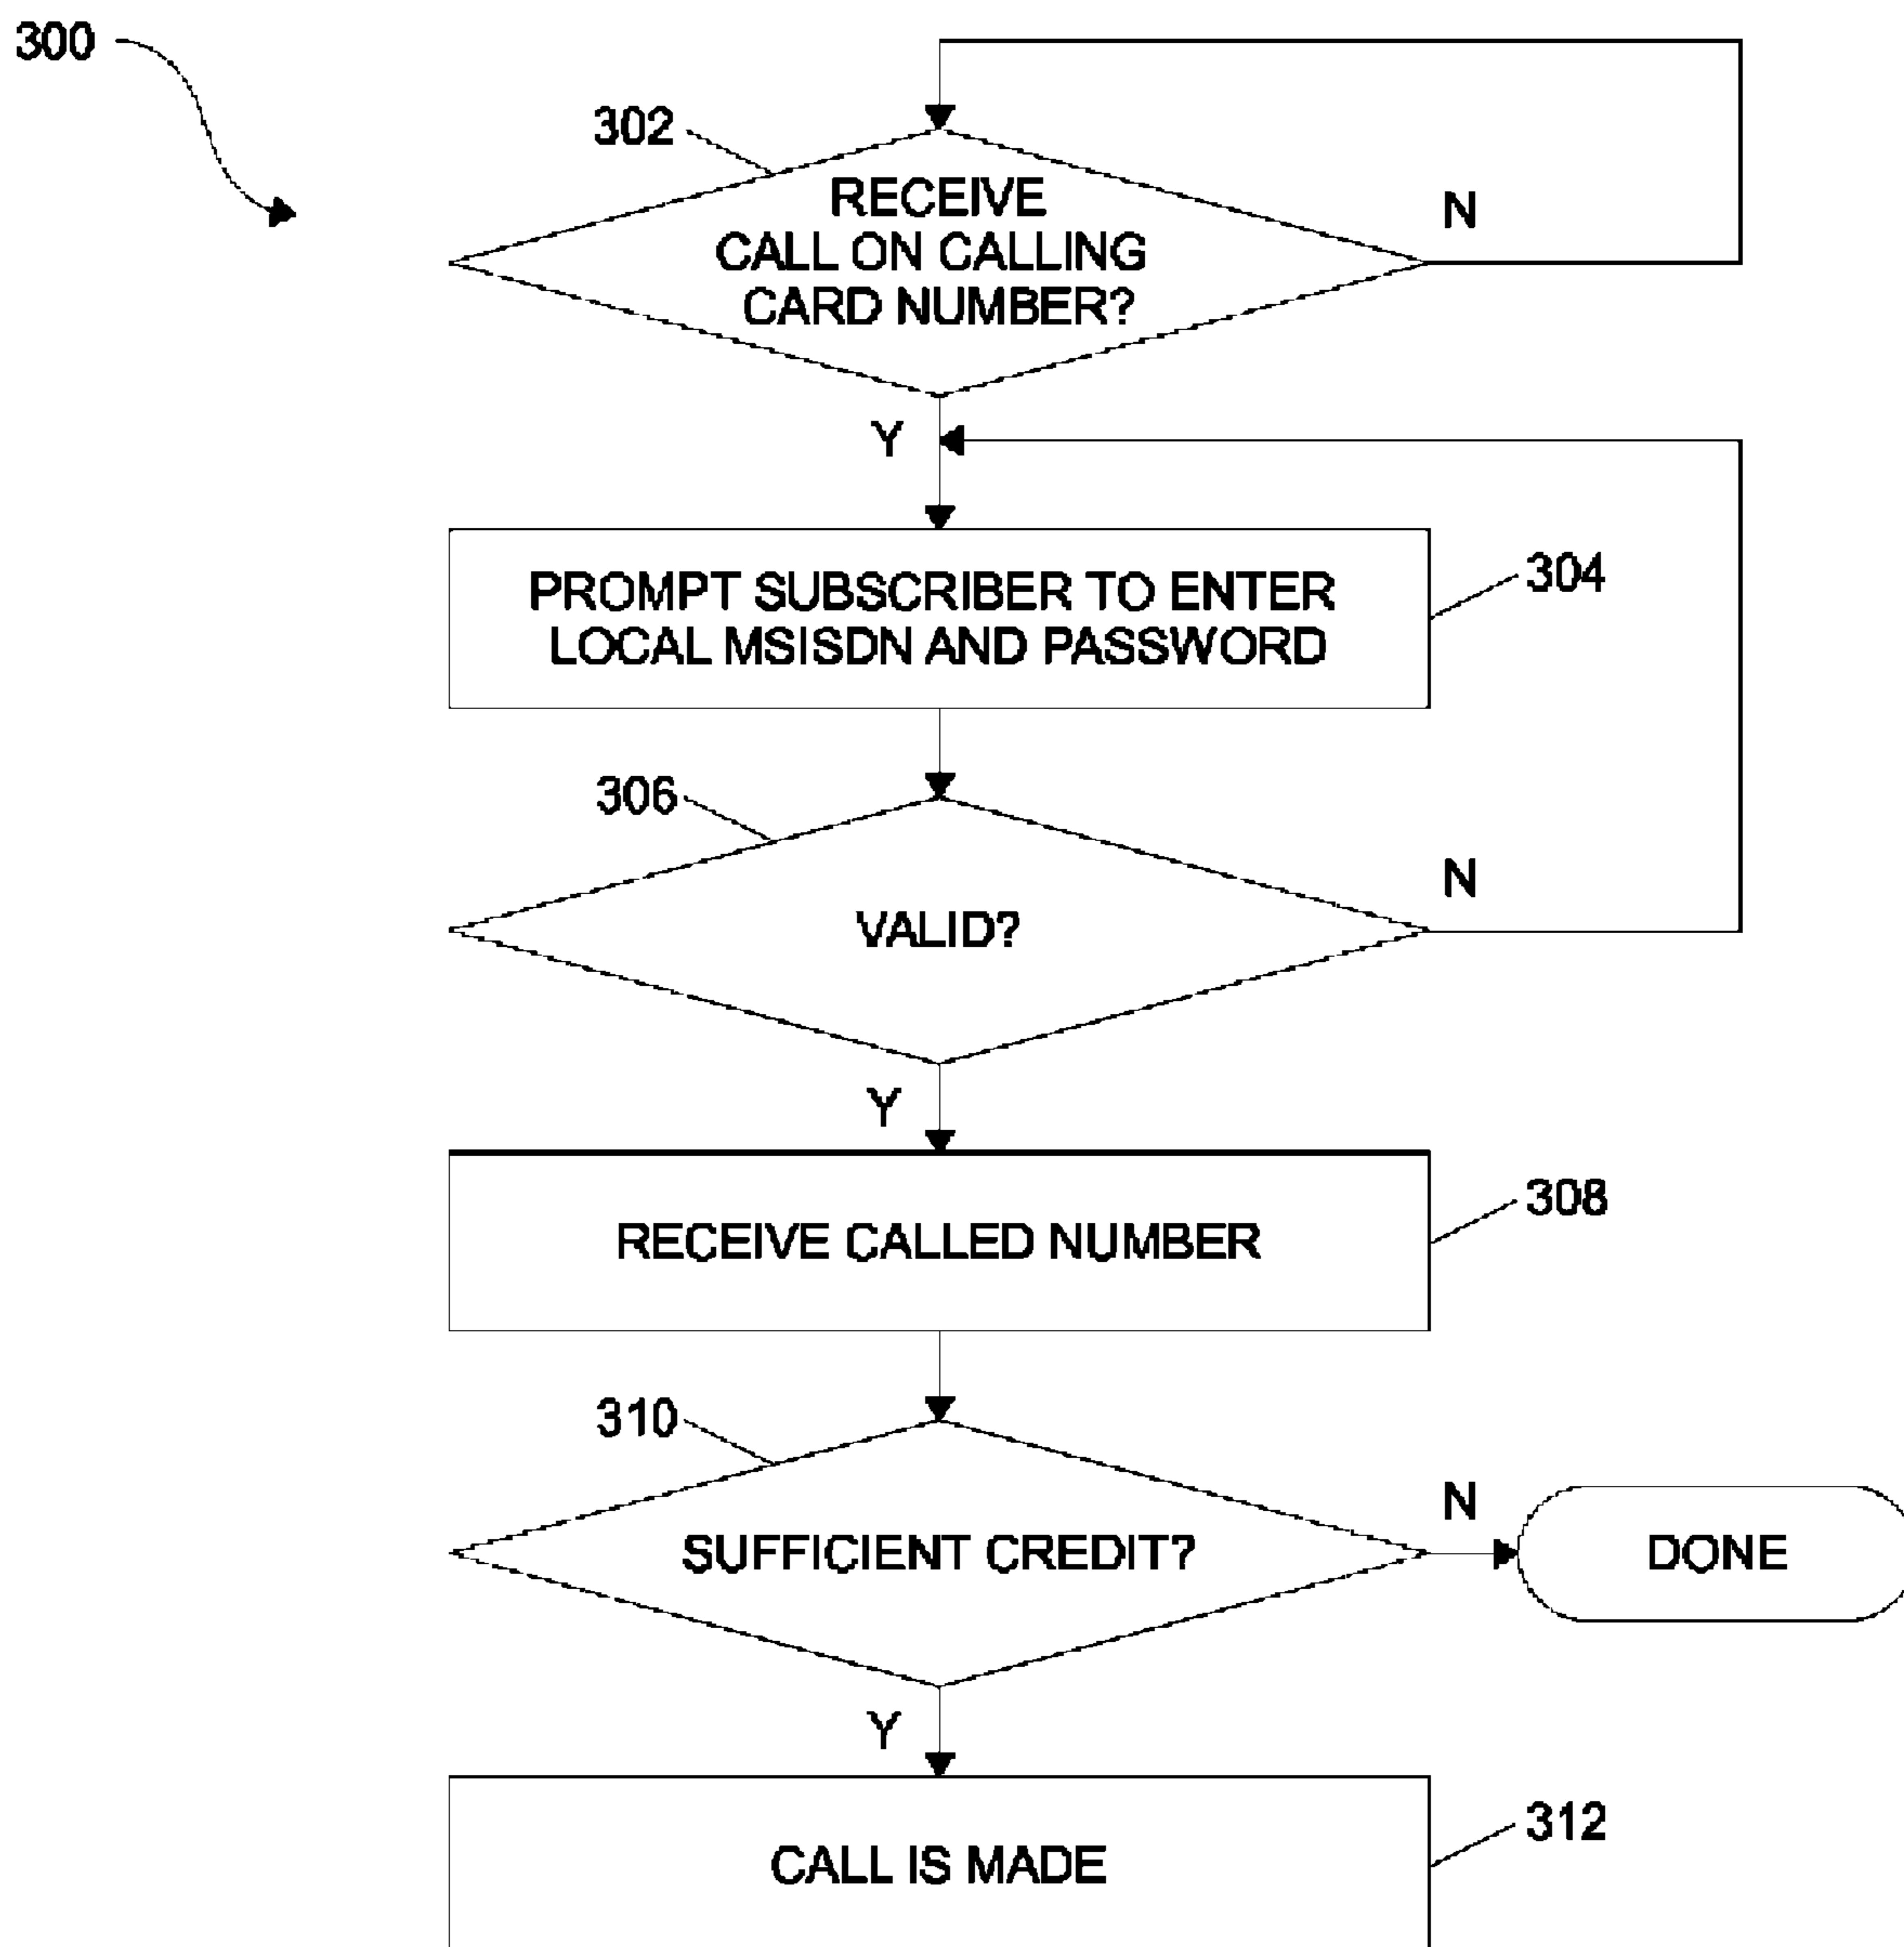 300
302
RECEIVE
CALL ON CALLING
CARD NUMBER?
N
Y
PROMPT SUBSCRIBER TO ENTER
LOCAL MSISDN AND PASSWORD
304
306
VALID?
N
Y
RECEIVE CALLED NUMBER
308
310
SUFFICIENT CREDIT?
N
DONE
Y
CALL IS MADE
312